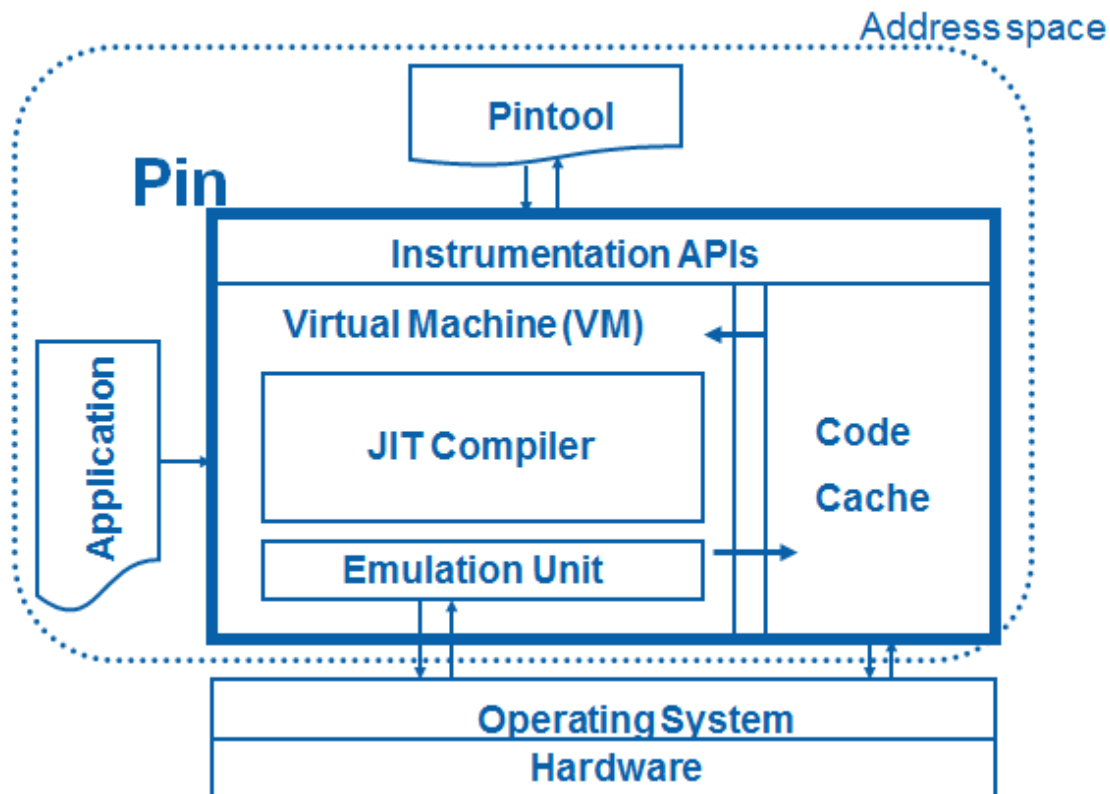 Address space
Pintool
Pin
Instrumentation APIs
Virtual Machine (VM)
Application
JIT Compiler
Code
Cache
Emulation Unit
Operating System
Hardware